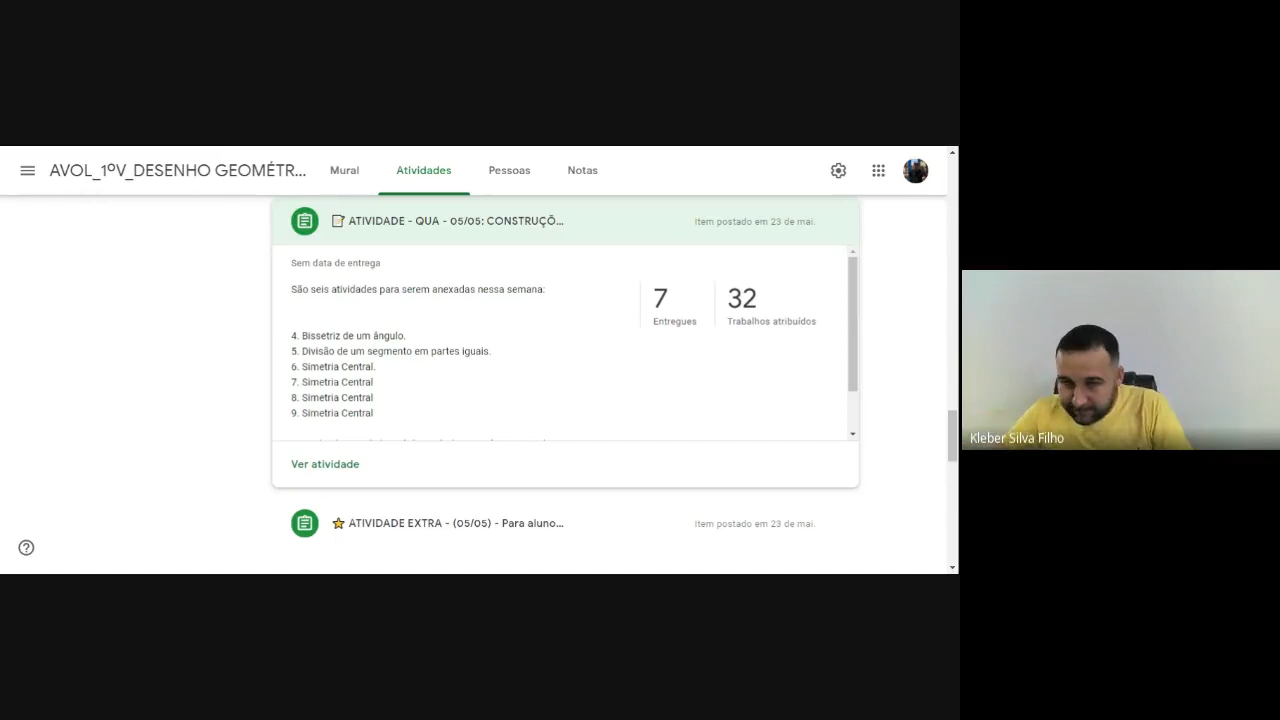 AVOL_1ºV_DESENHO GEOMÉTR...
Mural
Atividades
Pessoas
Notas
ATIVIDADE - QUA - 05/05: CONSTRUÇÕ...
Item postado em 23 de mai.
Sem data de entrega
São seis atividades para serem anexadas nessa semana:
7
Entregues
32
Trabalhos atribuídos
4. Bissetriz de um ângulo.
5. Divisão de um segmento em partes iguais.
6. Simetria Central.
7. Simetria Central
8. Simetria Central
9. Simetria Central
Ver atividade
ATIVIDADE EXTRA - (05/05) - Para aluno...
Item postado em 23 de mai.
Kleber Silva Filho